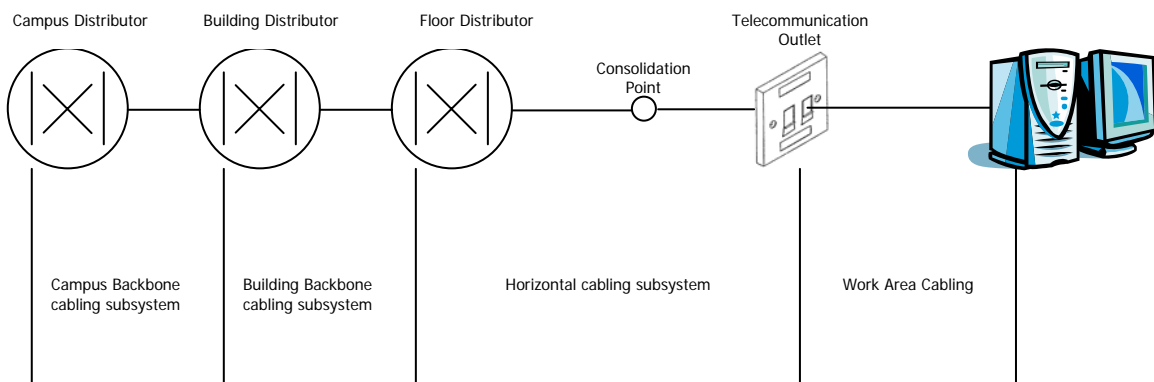 Campus Distributor
Building Distributor
Floor Distributor
Telecommunication
Outlet
Consolidation
Point
Campus Backbone
cabling subsystem
Building Backbone
cabling subsystem
Horizontal cabling subsystem
Work Area Cabling